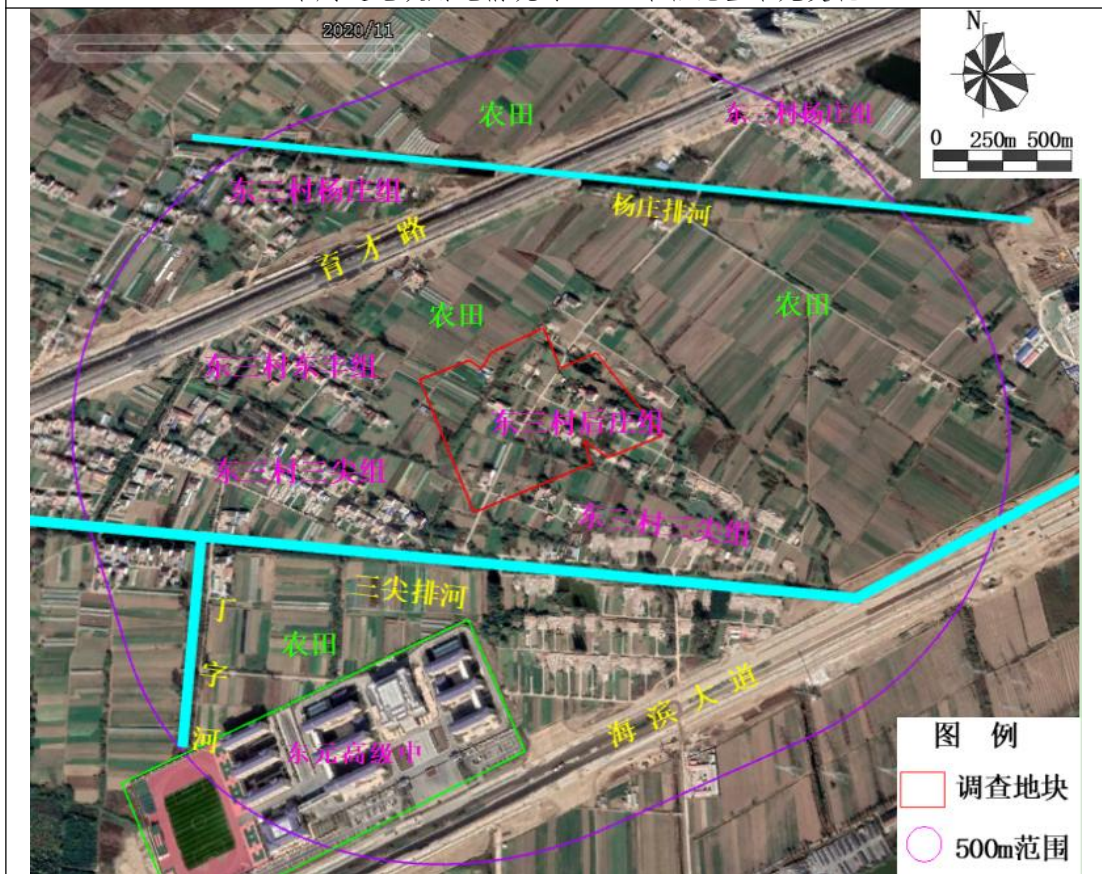 2020/11
N
0 250m 500m
农田
东三村杨庄组
东三村杨庄组
杨庄排河
育才路
农田
农田
东三村东丰组
东三村后庄组
东三村三尖组
东三村三尖组
三尖排河
丁字河
农田
海滨大道
东元高级中
图 例
调查地块
500m范围